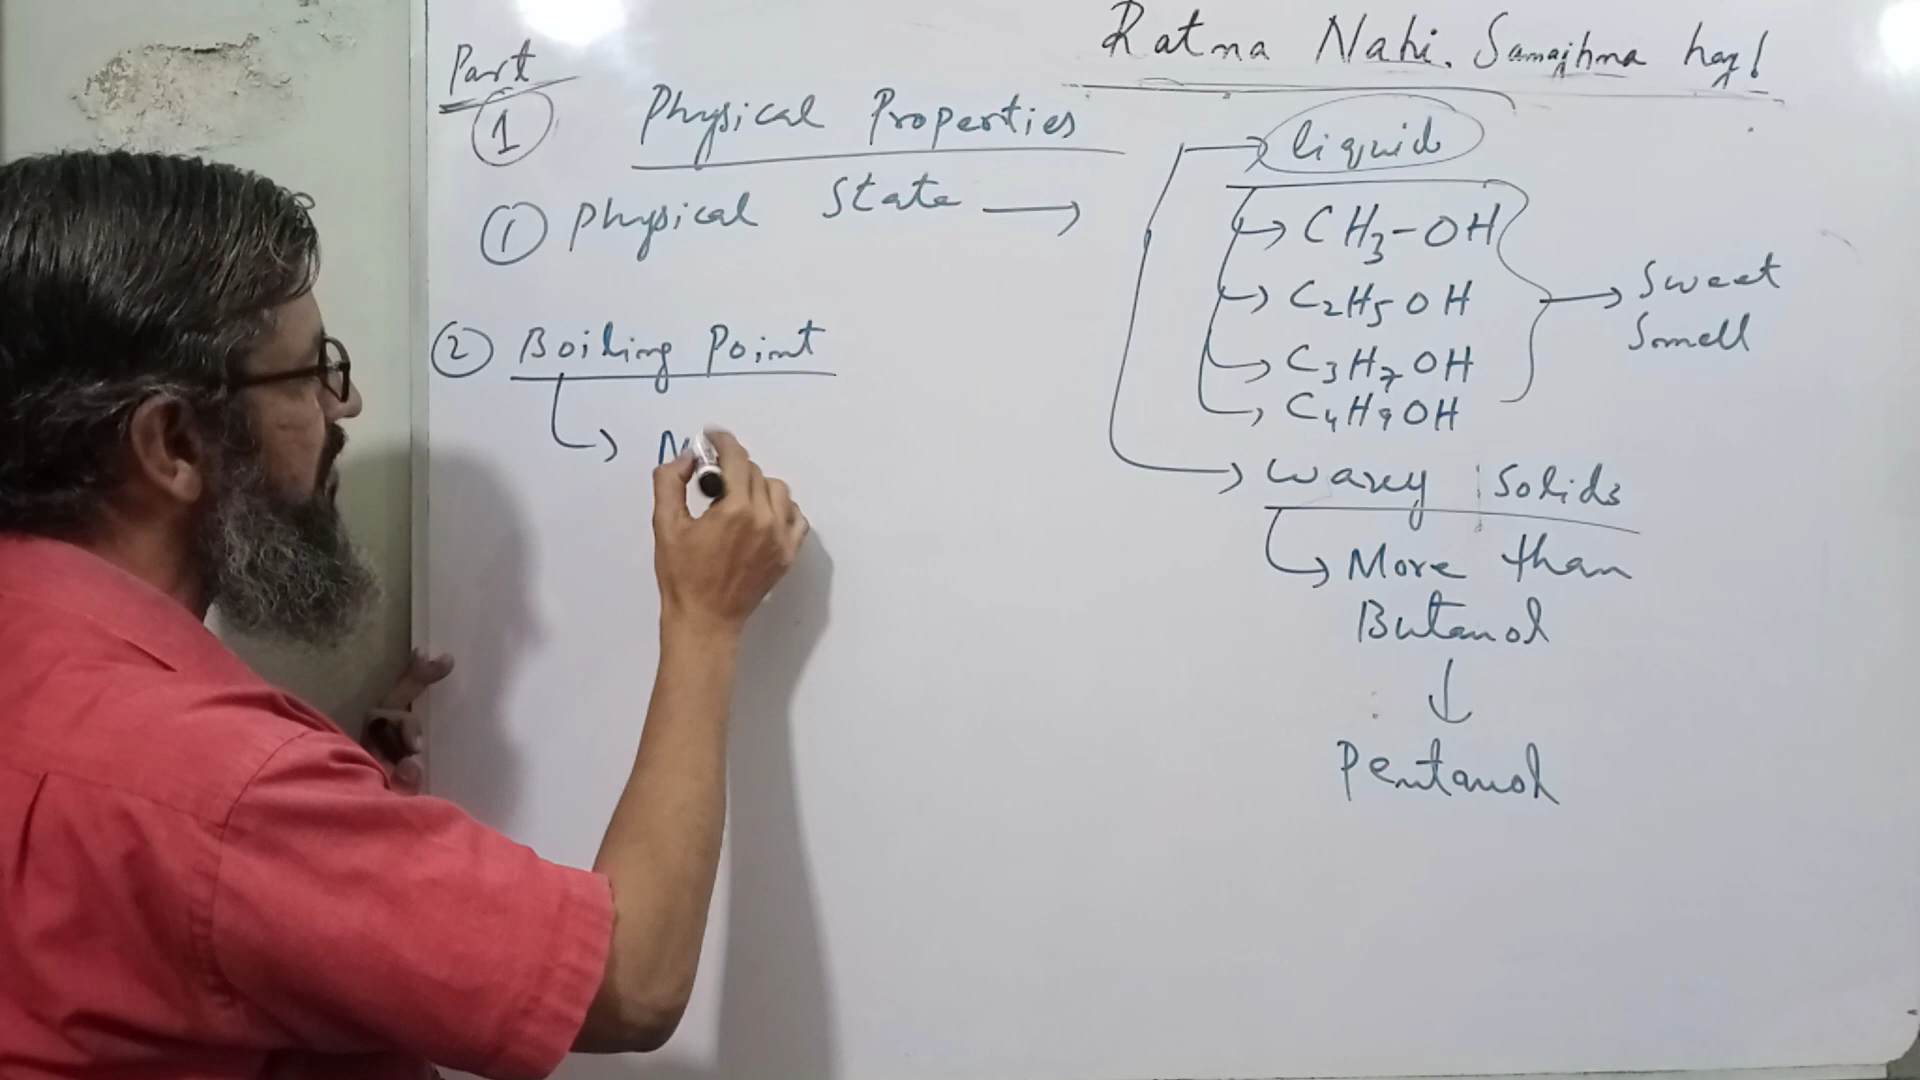 Ratna Nahi. Samajhna hay!
Part
1
Physical Properties
① Physical State →
→ liquid
→ CH₃-OH
→ C₂H₅OH
→ C₃H₇OH
→ C₄H₉OH
→ Sweet
Smell
→ waxy solids
→ More than
Butanol
↓
Pentanol
② Boiling Point
→